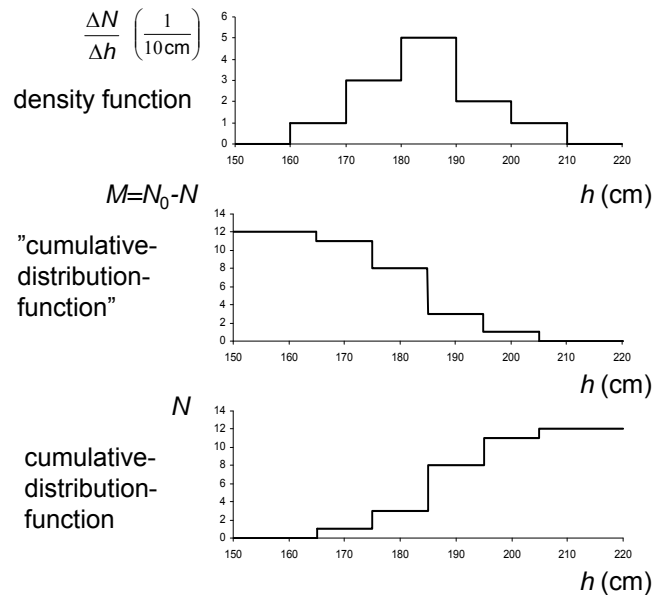 ΔN/Δh (1/10cm)
density function
6
5
4
3
2
1
0
150 160 170 180 190 200 210 220
h (cm)
M=N₀-N
"cumulative-
distribution-
function"
14
12
10
8
6
4
2
0
150 160 170 180 190 200 210 220
h (cm)
N
cumulative-
distribution-
function
14
12
10
8
6
4
2
0
150 160 170 180 190 200 210 220
h (cm)